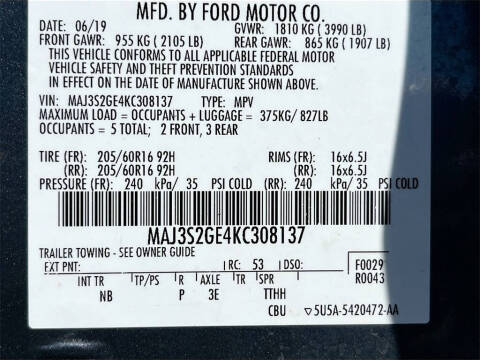 MFD. BY FORD MOTOR CO.
DATE: 06/19 GVWR: 1810 KG ( 3990 LB)
FRONT GAWR: 955 KG ( 2105 LB) REAR GAWR: 865 KG ( 1907 LB)
THIS VEHICLE CONFORMS TO ALL APPLICABLE FEDERAL MOTOR
VEHICLE SAFETY AND THEFT PREVENTION STANDARDS
IN EFFECT ON THE DATE OF MANUFACTURE SHOWN ABOVE.
VIN: MAJ3S2GE4KC308137 TYPE: MPV
MAXIMUM LOAD = OCCUPANTS + LUGGAGE = 375KG/ 827LB
OCCUPANTS = 5 TOTAL; 2 FRONT, 3 REAR
TIRE (FR): 205/60R16 92H RIMS (FR): 16x6.5J
(RR): 205/60R16 92H (RR): 16x6.5J
PRESSURE (FR): 240 kPa/ 35 PSI COLD (RR): 240 kPa/ 35 PSI COLD
MAJ3S2GE4KC308137
TRAILER TOWING - SEE OWNER GUIDE
EXT PNT: RC: 53 DSO: F0029
R0043
INT TR TP/PS R AXLE TR SPR
NB P 3E TTHH
CBU 5U5A-5420472-AA